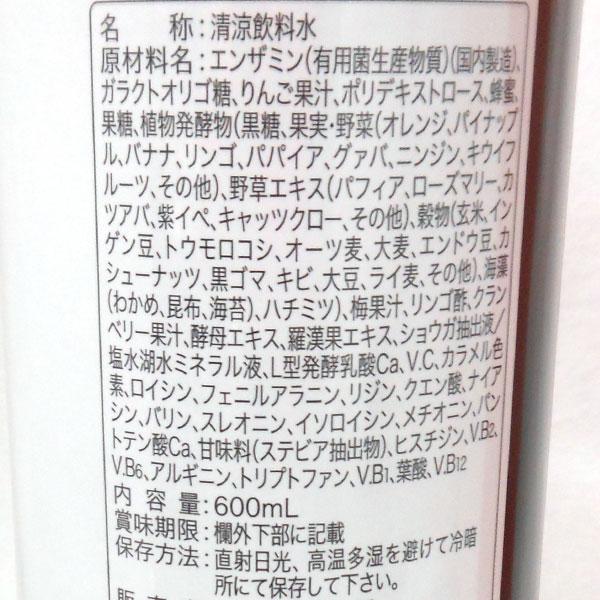 名称:清涼飲料水
原材料名:エンザミン(有用菌生産物質)(国内製造)、
ガラクトオリゴ糖、りんご果汁、ポリデキストロース、蜂蜜、
果糖、植物発酵物(黒糖、果実・野菜(オレンジ、パイナップ
ル、バナナ、リンゴ、パパイア、グァバ、ニンジン、キウイフ
ルーツ、その他)、野草エキス(パフィア、ローズマリー、カ
ツアバ、紫イペ、キャッツクロー、その他)、穀物(玄米、イン
ゲン豆、トウモロコシ、オーツ麦、大麦、エンドウ豆、カ
シューナッツ、黒ゴマ、キビ、大豆、ライ麦、その他)、海藻
(わかめ、昆布、海苔)、ハチミツ)、梅果汁、リンゴ酢、クラン
ベリー果汁、酵母エキス、羅漢果エキス、ショウガ抽出液/
塩水湖水ミネラル液、L型発酵乳酸Ca、V.C、カラメル色
素、ロイシン、フェニルアラニン、リジン、クエン酸、ナイア
シン、バリン、スレオニン、イソロイシン、メチオニン、パン
トテン酸Ca、甘味料(ステビア抽出物)、ヒスチジン、V.B2、
V.B6、アルギニン、トリプトファン、V.B1、葉酸、V.B12
内容量:600mL
賞味期限:欄外下部に記載
保存方法:直射日光、高温多湿を避けて冷暗
所にて保存して下さい。